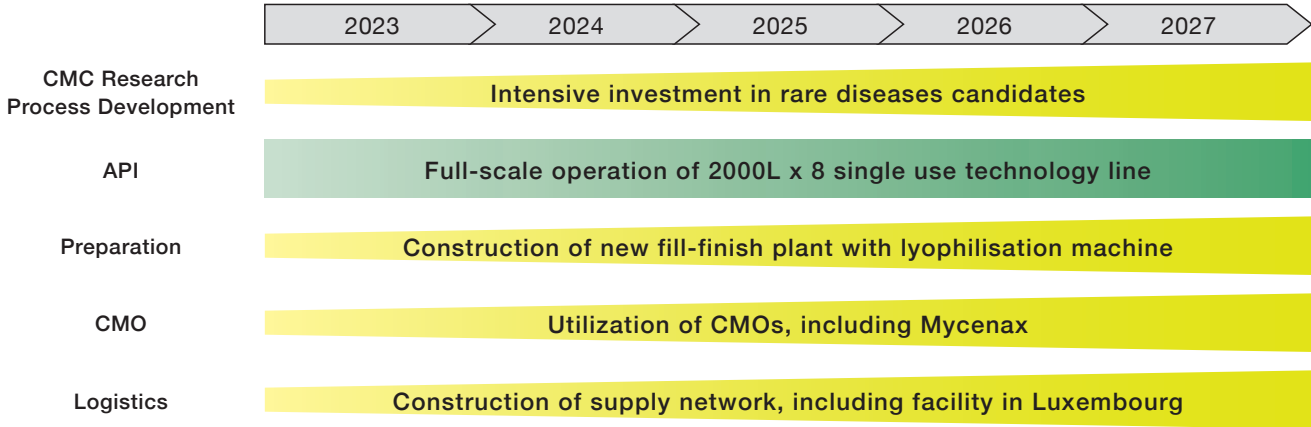 2023 2024 2025 2026 2027
CMC Research
Process Development
Intensive investment in rare diseases candidates
API
Full-scale operation of 2000L x 8 single use technology line
Preparation
Construction of new fill-finish plant with lyophilisation machine
CMO
Utilization of CMOs, including Mycenax
Logistics
Construction of supply network, including facility in Luxembourg